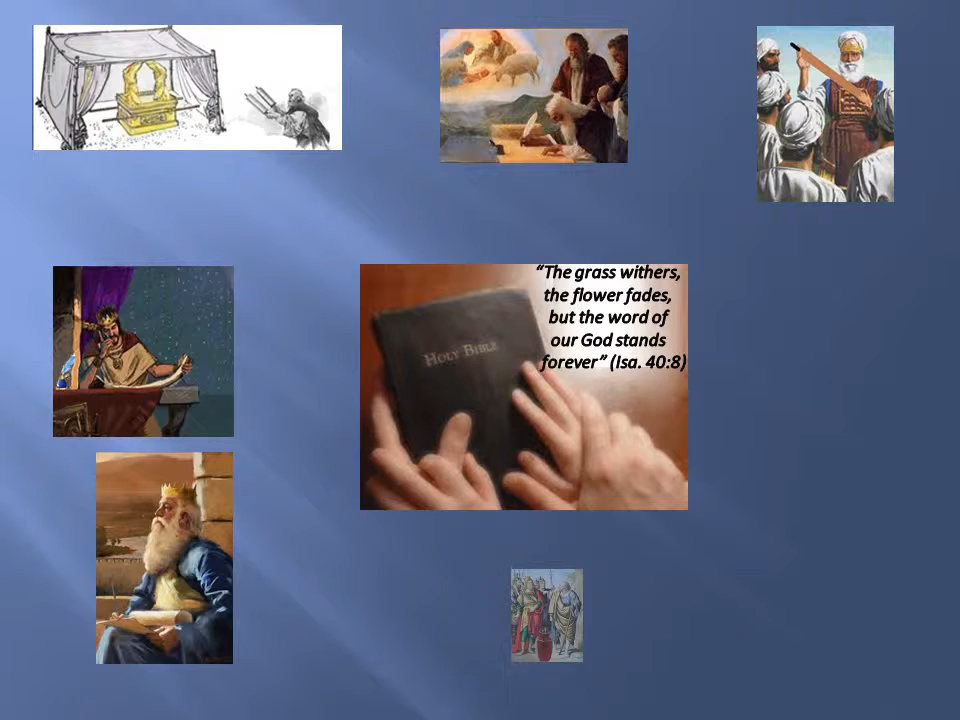 “The grass withers,
the flower fades,
but the word of
our God stands
forever” (Isa. 40:8)
HOLY BIBLE